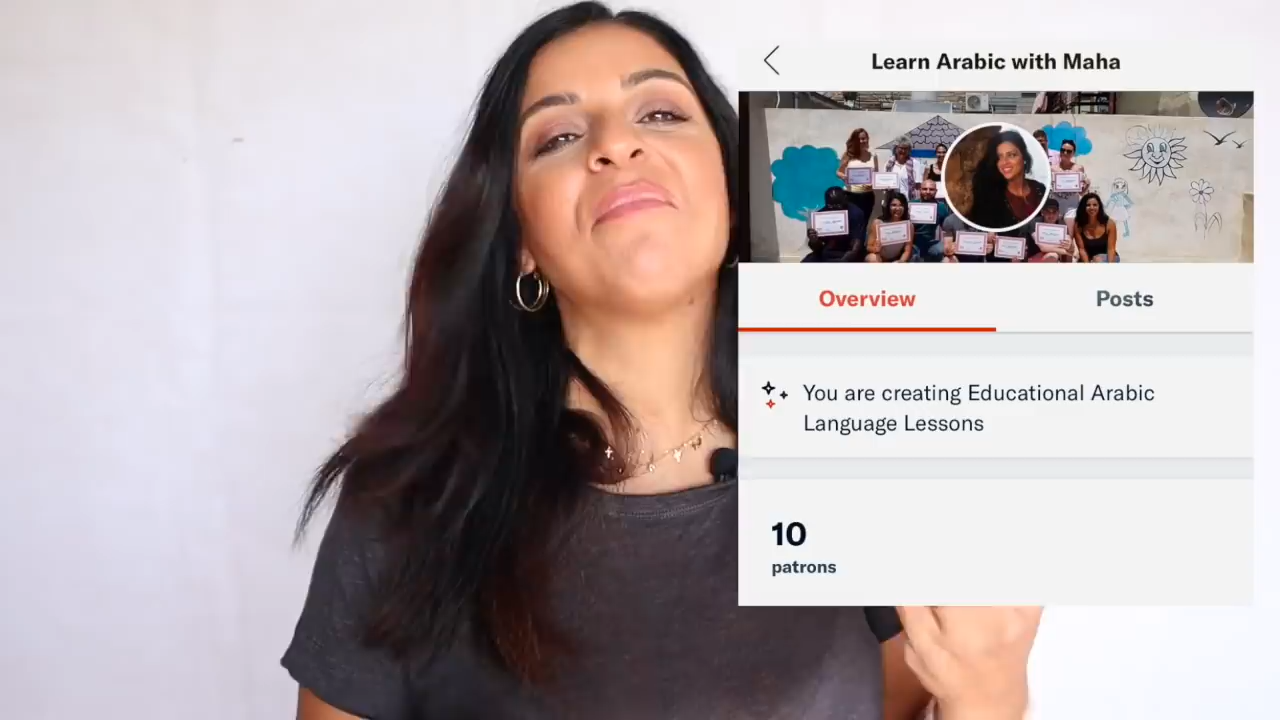 Learn Arabic with Maha
Overview
Posts
You are creating Educational Arabic
Language Lessons
10
patrons